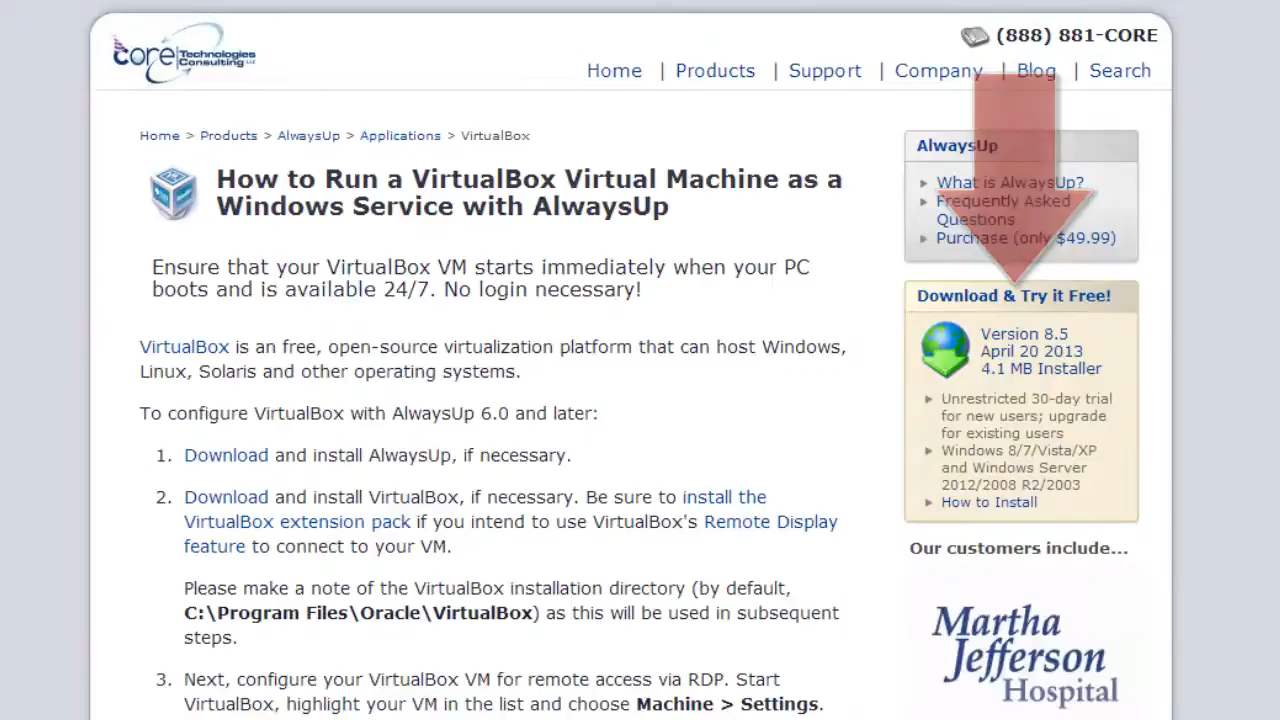 core Technologies Consulting LLC
(888) 881-CORE
Home | Products | Support | Company | Blog | Search
Home > Products > AlwaysUp > Applications > VirtualBox
How to Run a VirtualBox Virtual Machine as a
Windows Service with AlwaysUp
Ensure that your VirtualBox VM starts immediately when your PC
boots and is available 24/7. No login necessary!
VirtualBox is an free, open-source virtualization platform that can host Windows,
Linux, Solaris and other operating systems.
To configure VirtualBox with AlwaysUp 6.0 and later:
1. Download and install AlwaysUp, if necessary.
2. Download and install VirtualBox, if necessary. Be sure to install the
VirtualBox extension pack if you intend to use VirtualBox's Remote Display
feature to connect to your VM.
Please make a note of the VirtualBox installation directory (by default,
C:\Program Files\Oracle\VirtualBox) as this will be used in subsequent
steps.
3. Next, configure your VirtualBox VM for remote access via RDP. Start
VirtualBox, highlight your VM in the list and choose Machine > Settings.
AlwaysUp
What is AlwaysUp?
Frequently Asked
Questions
Purchase (only $49.99)
Download & Try it Free!
Version 8.5
April 20 2013
4.1 MB Installer
Unrestricted 30-day trial
for new users; upgrade
for existing users
Windows 8/7/Vista/XP
and Windows Server
2012/2008 R2/2003
How to Install
Our customers include...
Martha
Jefferson
Hospital